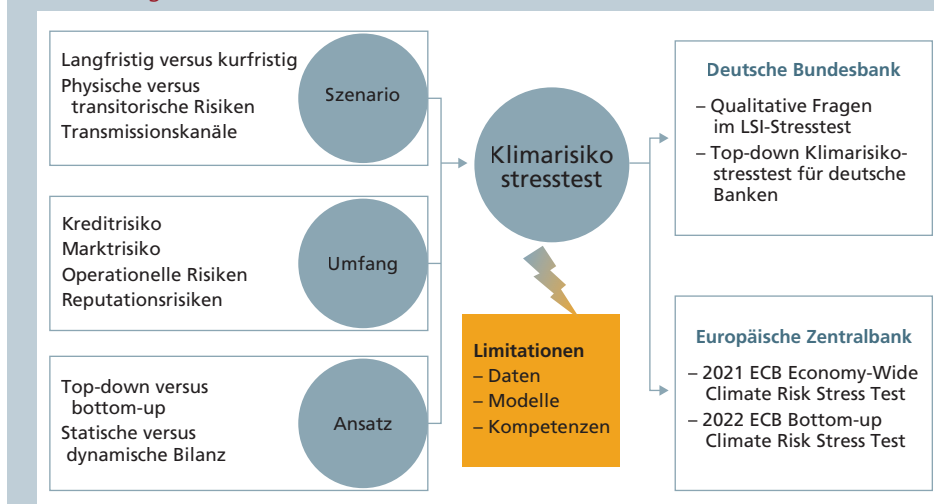 Langfristig versus kurfristig
Physische versus
transitorische Risiken
Transmissionskanäle
Szenario
Kreditrisiko
Marktrisiko
Operationelle Risiken
Reputationsrisiken
Umfang
Top-down versus
bottom-up
Statische versus
dynamische Bilanz
Ansatz
Klimarisiko
stresstest
Limitationen
– Daten
– Modelle
– Kompetenzen
Deutsche Bundesbank
– Qualitative Fragen
im LSI-Stresstest
– Top-down Klimarisiko-
stresstest für deutsche
Banken
Europäische Zentralbank
– 2021 ECB Economy-Wide
Climate Risk Stress Test
– 2022 ECB Bottom-up
Climate Risk Stress Test